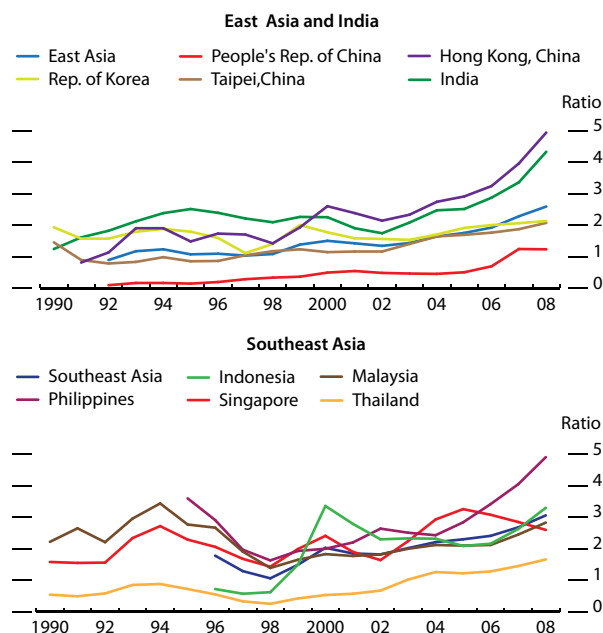 East Asia and India
East Asia People's Rep. of China Hong Kong, China
Rep. of Korea Taipei,China India
Ratio
5
4
3
2
1
0
1990 92 94 96 98 2000 02 04 06 08
Southeast Asia
Southeast Asia Indonesia Malaysia
Philippines Singapore Thailand
Ratio
5
4
3
2
1
0
1990 92 94 96 98 2000 02 04 06 08